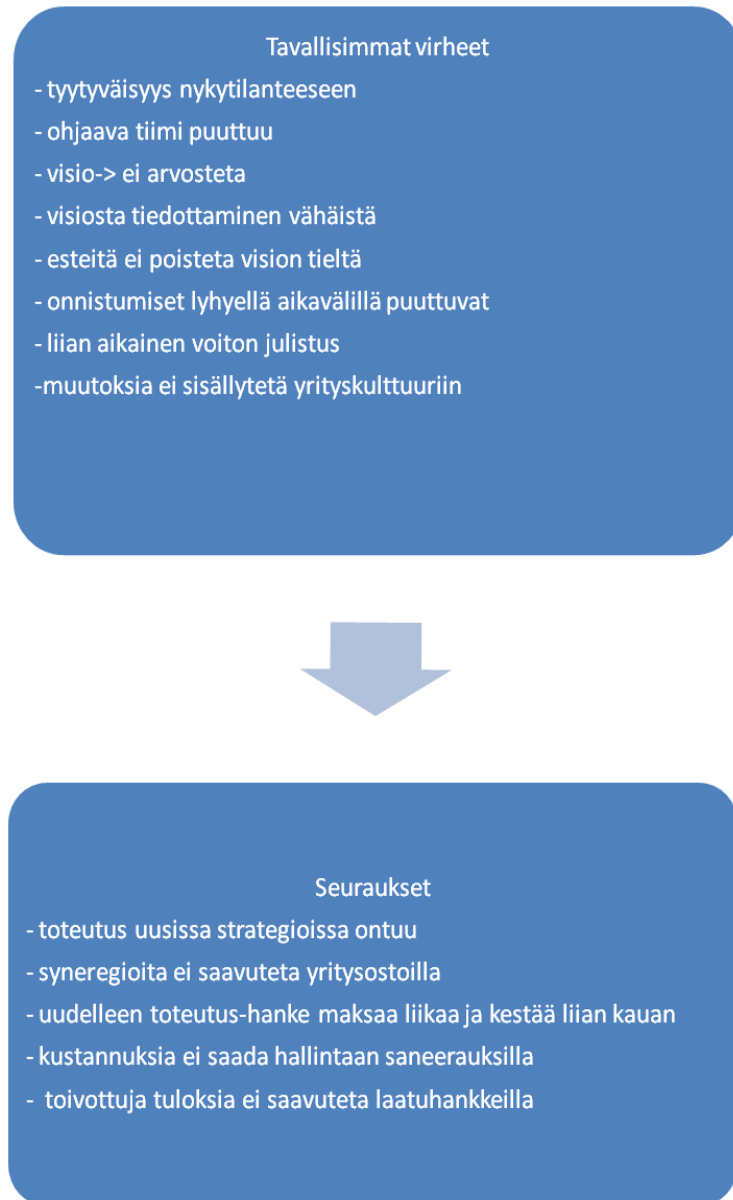 Tavallisimmat virheet
- tyytyväisyys nykytilanteeseen
- ohjaava tiimi puuttuu
- visio-> ei arvosteta
- visiosta tiedottaminen vähäistä
- esteitä ei poisteta vision tieltä
- onnistumiset lyhyellä aikavälillä puuttuvat
- liian aikainen voiton julistus
-muutoksia ei sisällytetä yrityskulttuuriin
Seuraukset
- toteutus uusissa strategioissa ontuu
- syneregioita ei saavuteta yritysostoilla
- uudelleen toteutus-hanke maksaa liikaa ja kestää liian kauan
- kustannuksia ei saada hallintaan saneerauksilla
- toivottuja tuloksia ei saavuteta laatuhankkeilla